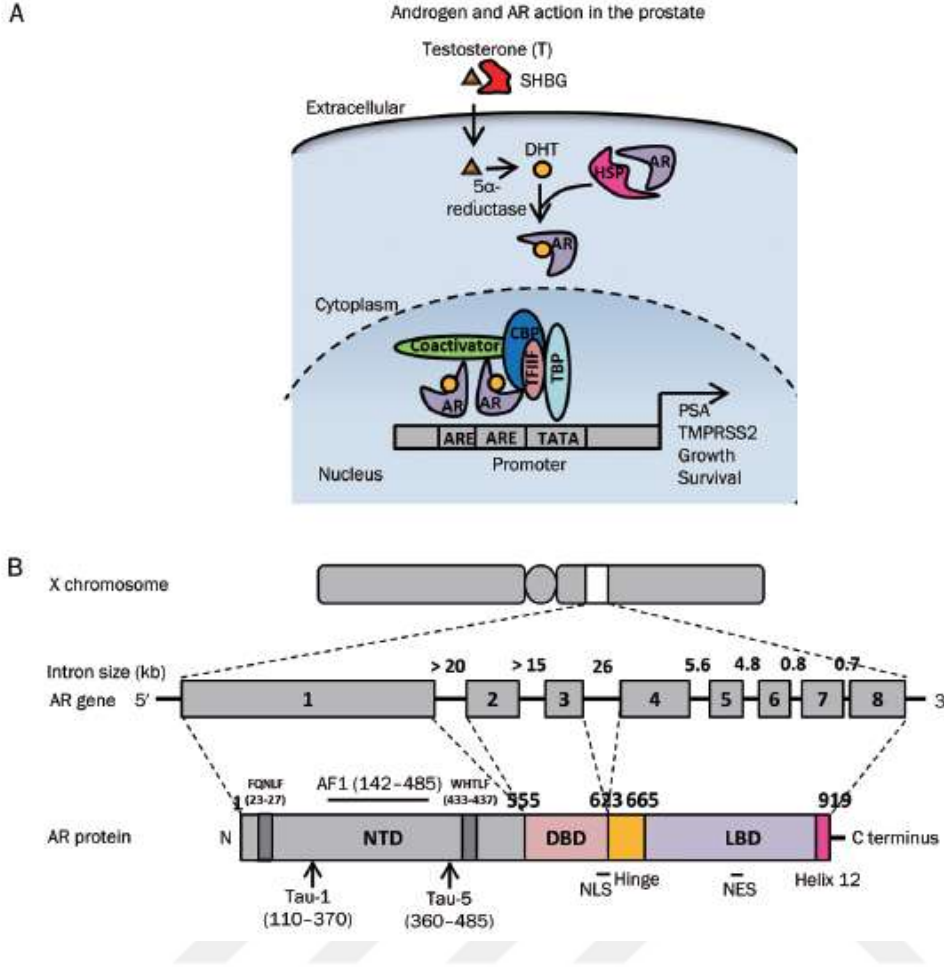 A
Androgen and AR action in the prostate
Testosterone (T)
SHBG
Extracellular
DHT
HSP
AR
5α-
reductase
AR
Cytoplasm
CBP
Coactivator
TFIIF
TBP
AR
AR
ARE
ARE
TATA
Promoter
PSA
TMPRSS2
Growth
Survival
Nucleus
B
X chromosome
Intron size (kb)
> 20
> 15
26
5.6
4.8
0.8
0.7
AR gene
5′
1
2
3
4
5
6
7
8
3
FQNLF
(23-27)
AF1 (142–485)
WHTLF
(433-437)
1
555
623
665
919
AR protein
N
NTD
DBD
LBD
C terminus
NLS
Hinge
NES
Helix 12
Tau-1
(110–370)
Tau-5
(360–485)